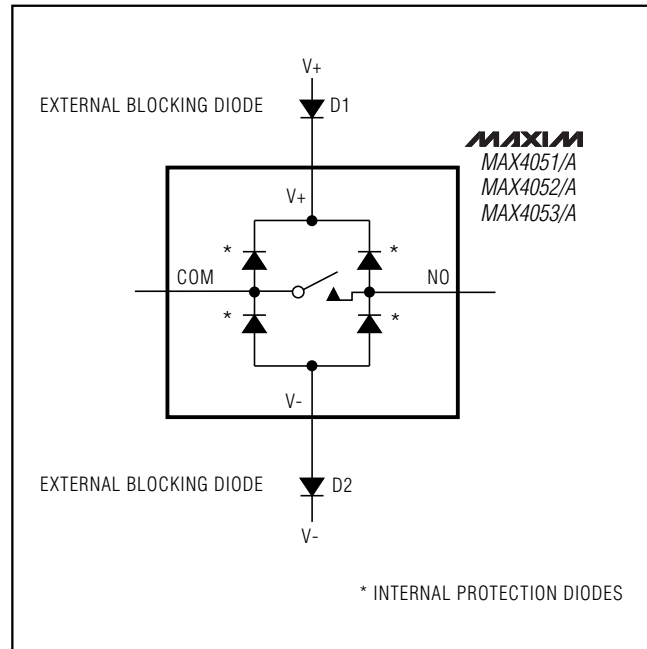 V+
EXTERNAL BLOCKING DIODE D1
MAXIM
MAX4051/A
MAX4052/A
MAX4053/A
V+
* *
COM NO
* *
V-
EXTERNAL BLOCKING DIODE D2
V-
* INTERNAL PROTECTION DIODES